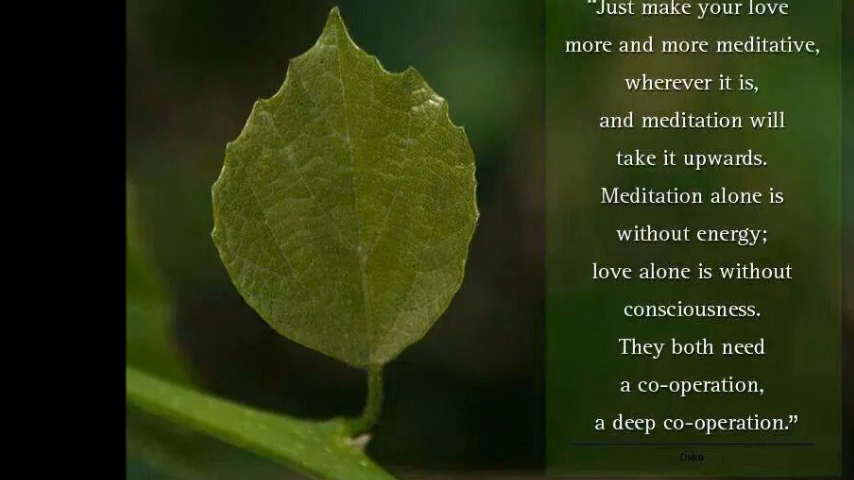 “Just make your love
more and more meditative,
wherever it is,
and meditation will
take it upwards.
Meditation alone is
without energy;
love alone is without
consciousness.
They both need
a co-operation,
a deep co-operation.”
Osho